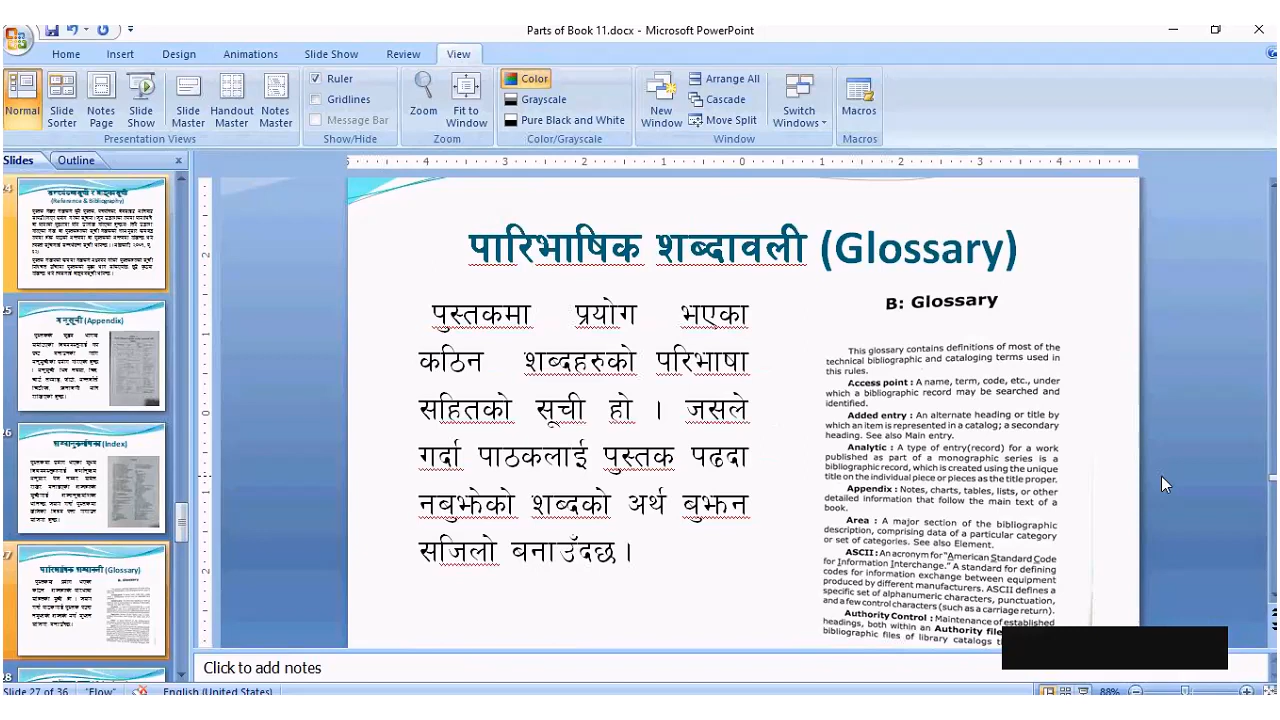 Parts of Book 11.docx - Microsoft PowerPoint
Home Insert Design Animations Slide Show Review View
Normal
Slide Sorter
Notes Page
Slide Show
Slide Master
Handout Master
Notes Master
Presentation Views
Ruler
Gridlines
Message Bar
Show/Hide
Zoom
Fit to Window
Zoom
Color
Grayscale
Pure Black and White
Color/Grayscale
New Window
Arrange All
Cascade
Move Split
Window
Switch Windows
Macros
Macros
Slides Outline
(Reference & Bibliography)
25
(Appendix)
26
(Index)
27
पारिभाषिक शब्दावली (Glossary)
28
पारिभाषिक शब्दावली (Glossary)
पुस्तकमा प्रयोग भएका
कठिन शब्दहरुको परिभाषा
सहितको सूची हो । जसले
गर्दा पाठकलाई पुस्तक पढदा
नबुझेको शब्दको अर्थ बुझ्न
सजिलो बनाउँदछ ।
B: Glossary
This glossary contains definitions of most of the
technical bibliographic and cataloging terms used in
this rules.
Access point : A name, term, code, etc., under
which a bibliographic record may be searched and
identified.
Added entry : An alternate heading or title by
which an item is represented in a catalog; a secondary
heading. See also Main entry.
Analytic : A type of entry(record) for a work
published as part of a monographic series is a
bibliographic record, which is created using the unique
title on the individual piece or pieces as the title proper.
Appendix : Notes, charts, tables, lists, or other
detailed information that follow the main text of a
book.
Area : A major section of the bibliographic
description, comprising data of a particular category
or set of categories. See also Element.
ASCII : An acronym for "American Standard Code
for Information Interchange." A standard for defining
codes for information exchange between equipment
produced by different manufacturers. ASCII defines a
specific set of alphanumeric characters, punctuation,
and a few control characters (such as a carriage return).
Authority Control : Maintenance of established
headings, both within an Authority file
bibliographic files of library catalogs
Click to add notes
Slide 27 of 36 "Flow" English (United States) 88%